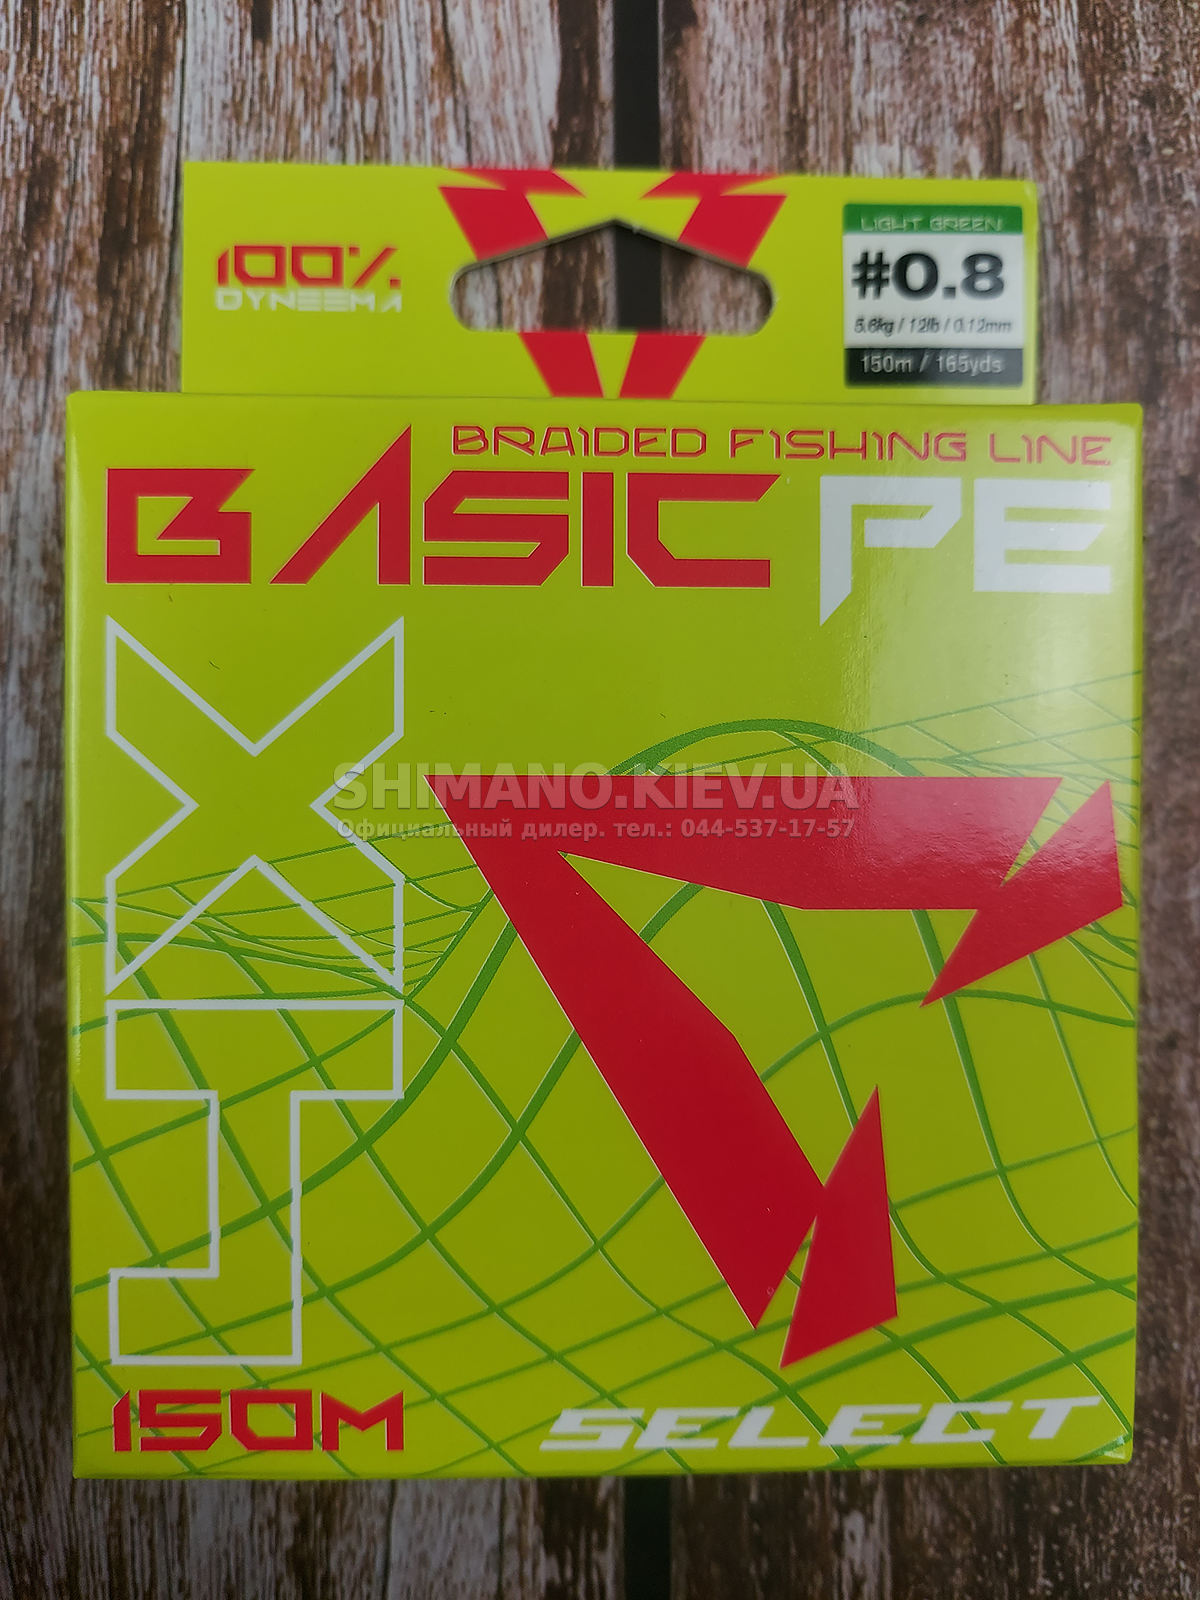 100%
DYNEEMA
LIGHT GREEN
#0.8
5.6kg / 12lb / 0.12mm
150m / 165yds
BRAIDED FISHING LINE
BASIC PE
X
SHIMANO.KIEV.UA
Официальный дилер. тел.: 044-537-17-57
150M
SELECT